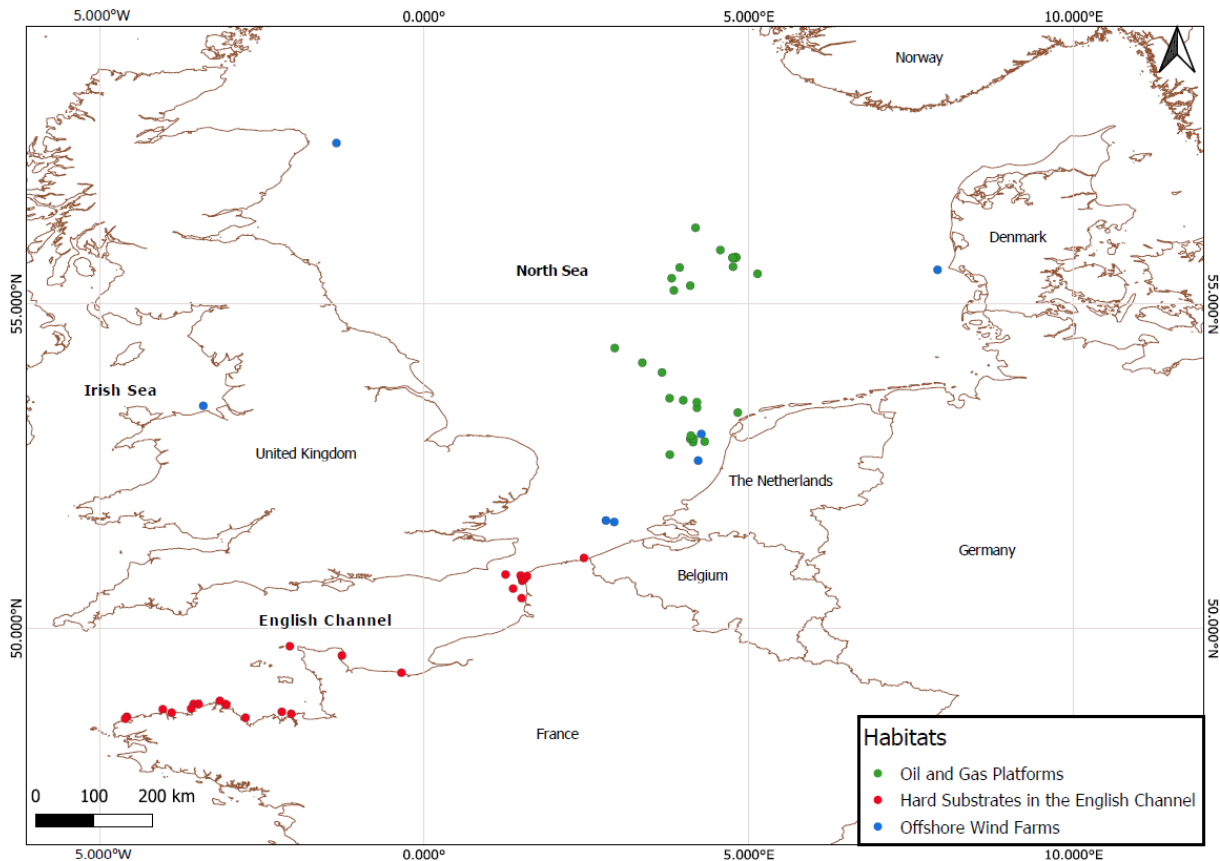 5.000°W 0.000° 5.000°E 10.000°E
Norway
Denmark
North Sea
55.000°N 55.000°N
Irish Sea
United Kingdom
The Netherlands
Germany
Belgium
English Channel
50.000°N 50.000°N
France
Habitats
Oil and Gas Platforms
Hard Substrates in the English Channel
Offshore Wind Farms
0 100 200 km
5.000°W 0.000° 5.000°E 10.000°E